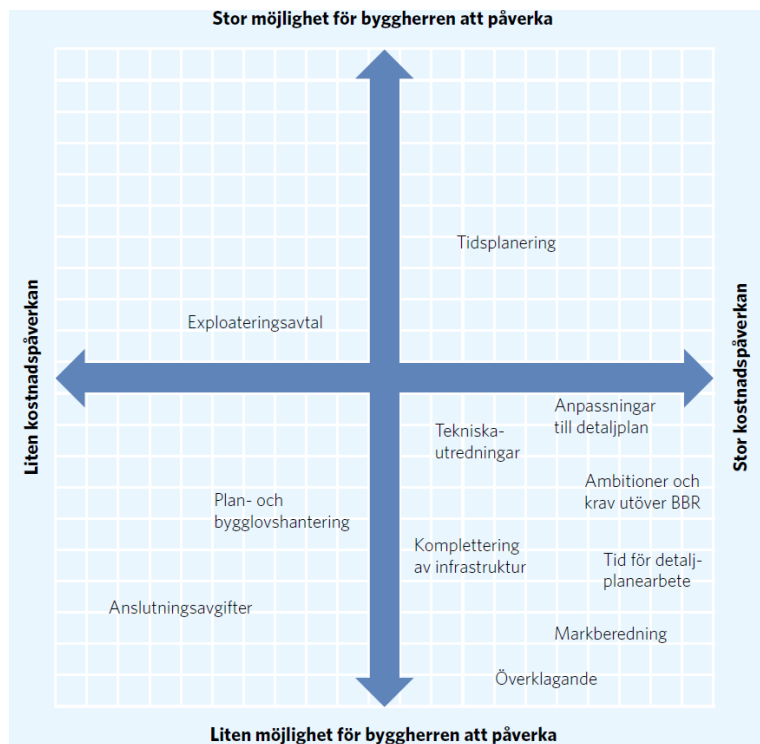 Stor möjlighet för byggherren att påverka
Tidsplanering
Exploateringsavtal
Liten kostnadspåverkan
Stor kostnadspåverkan
Anpassningar
till detaljplan
Tekniska-
utredningar
Ambitioner och
krav utöver BBR
Plan- och
bygglovshantering
Komplettering
av infrastruktur
Tid för detalj-
planearbete
Anslutningsavgifter
Markberedning
Överklagande
Liten möjlighet för byggherren att påverka